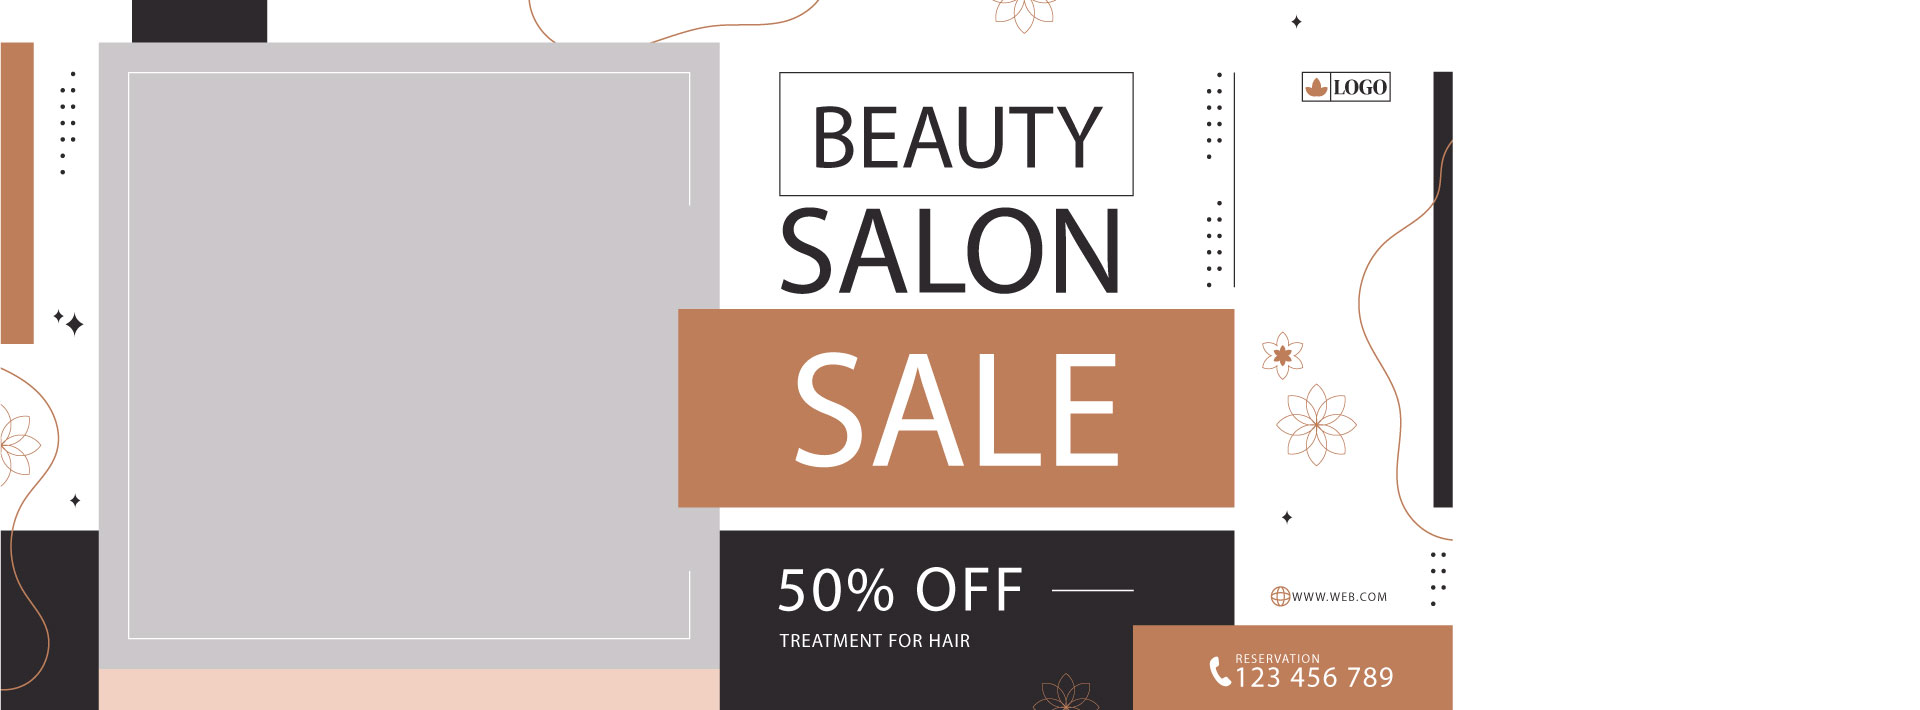 BEAUTY
SALON
SALE
50% OFF
TREATMENT FOR HAIR
LOGO
WWW.WEB.COM
RESERVATION
123 456 789